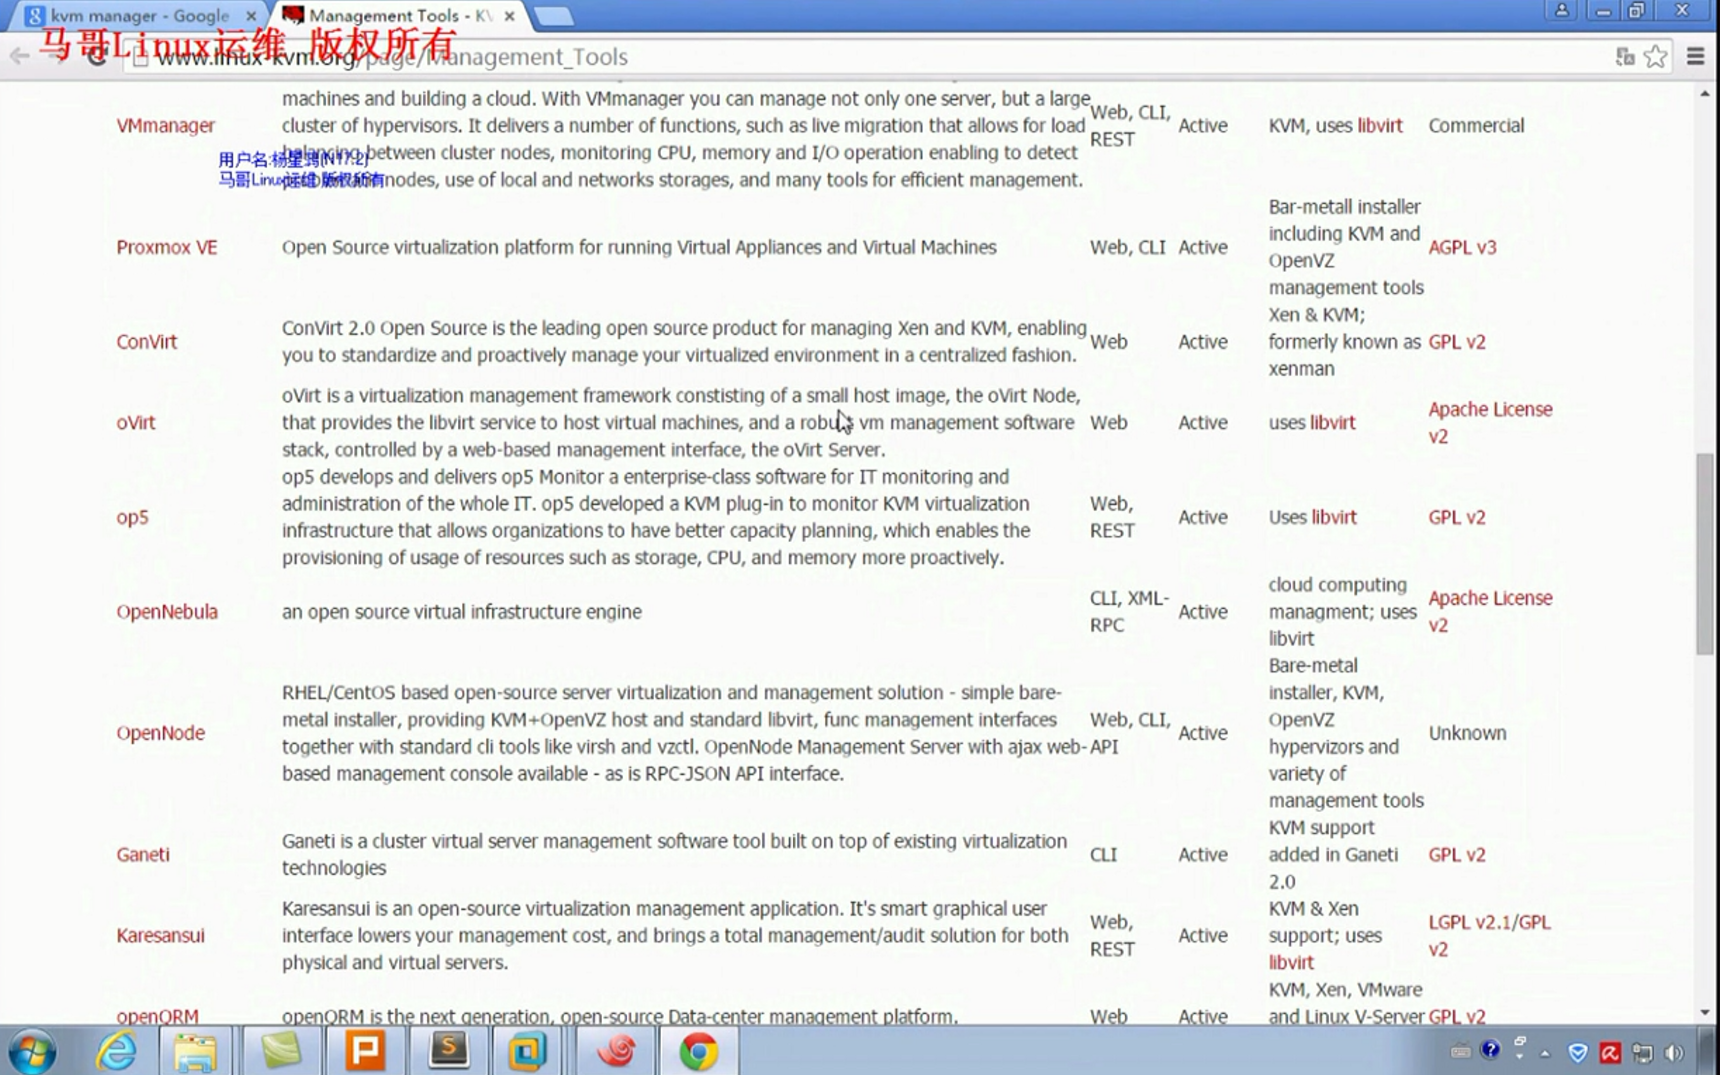 kvm manager - Google
Management Tools - KV
马哥Linux运维 版权所有
www.linux-kvm.org/page/Management_Tools
VMmanager
machines and building a cloud. With VMmanager you can manage not only one server, but a large
cluster of hypervisors. It delivers a number of functions, such as live migration that allows for load
balancing between cluster nodes, monitoring CPU, memory and I/O operation enabling to detect
nodes, use of local and networks storages, and many tools for efficient management.
Web, CLI,
REST
Active
KVM, uses libvirt
Commercial
马哥Linux运维 版权所有
Proxmox VE
Open Source virtualization platform for running Virtual Appliances and Virtual Machines
Web, CLI
Active
Bar-metall installer
including KVM and
OpenVZ
management tools
AGPL v3
ConVirt
ConVirt 2.0 Open Source is the leading open source product for managing Xen and KVM, enabling
you to standardize and proactively manage your virtualized environment in a centralized fashion.
Web
Active
Xen & KVM;
formerly known as
xenman
GPL v2
oVirt
oVirt is a virtualization management framework constisting of a small host image, the oVirt Node,
that provides the libvirt service to host virtual machines, and a robust vm management software
stack, controlled by a web-based management interface, the oVirt Server.
Web
Active
uses libvirt
Apache License
v2
op5
op5 develops and delivers op5 Monitor a enterprise-class software for IT monitoring and
administration of the whole IT. op5 developed a KVM plug-in to monitor KVM virtualization
infrastructure that allows organizations to have better capacity planning, which enables the
provisioning of usage of resources such as storage, CPU, and memory more proactively.
Web,
REST
Active
Uses libvirt
GPL v2
OpenNebula
an open source virtual infrastructure engine
CLI, XML-
RPC
Active
cloud computing
managment; uses
libvirt
Apache License
v2
OpenNode
RHEL/CentOS based open-source server virtualization and management solution - simple bare-
metal installer, providing KVM+OpenVZ host and standard libvirt, func management interfaces
together with standard cli tools like virsh and vzctl. OpenNode Management Server with ajax web-
based management console available - as is RPC-JSON API interface.
Web, CLI,
API
Active
Bare-metal
installer, KVM,
OpenVZ
hypervizors and
variety of
management tools
Unknown
Ganeti
Ganeti is a cluster virtual server management software tool built on top of existing virtualization
technologies
CLI
Active
KVM support
added in Ganeti
2.0
GPL v2
Karesansui
Karesansui is an open-source virtualization management application. It's smart graphical user
interface lowers your management cost, and brings a total management/audit solution for both
physical and virtual servers.
Web,
REST
Active
KVM & Xen
support; uses
libvirt
LGPL v2.1/GPL
v2
openQRM
openQRM is the next generation, open-source Data-center management platform.
Web
Active
KVM, Xen, VMware
and Linux V-Server
GPL v2